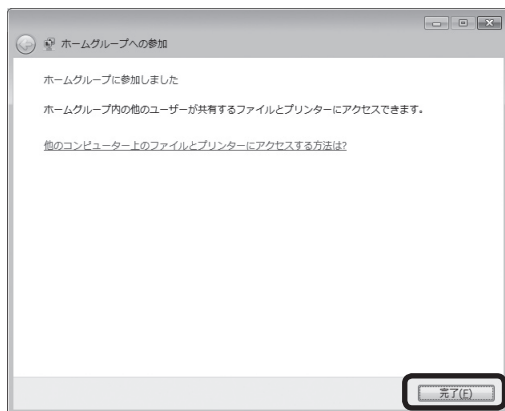 ホームグループへの参加
ホームグループに参加しました
ホームグループ内の他のユーザーが共有するファイルとプリンターにアクセスできます。
他のコンピューター上のファイルとプリンターにアクセスする方法は?
完了(F)